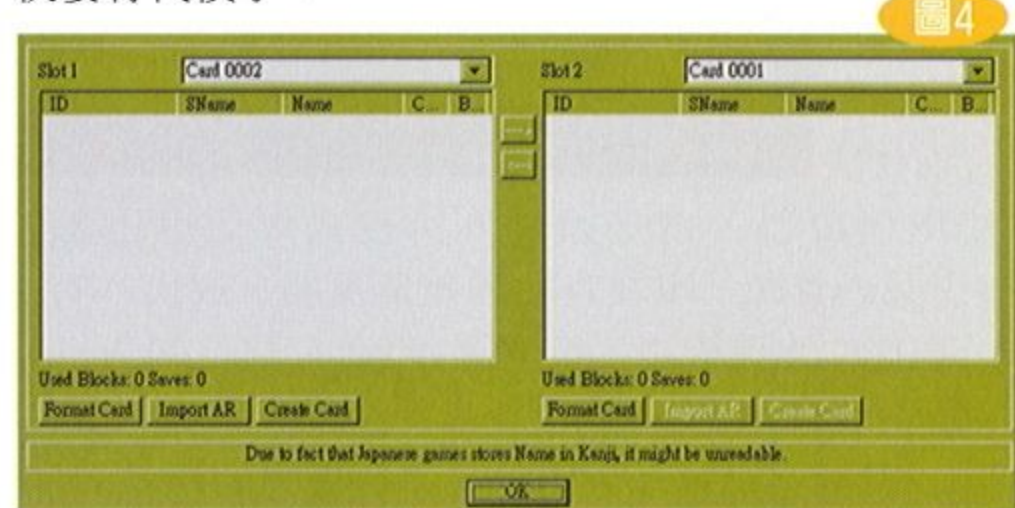 圖4
Slot 1 Card 0002 Slot 2 Card 0001
ID SName Name C... B... ID SName Name C... B...
Used Blocks: 0 Saves: 0 Used Blocks: 0 Saves: 0
Format Card Import AR Create Card Format Card Import AR Create Card
Due to fact that Japanese games stores Name in Kanji, it might be unreadable.
OK